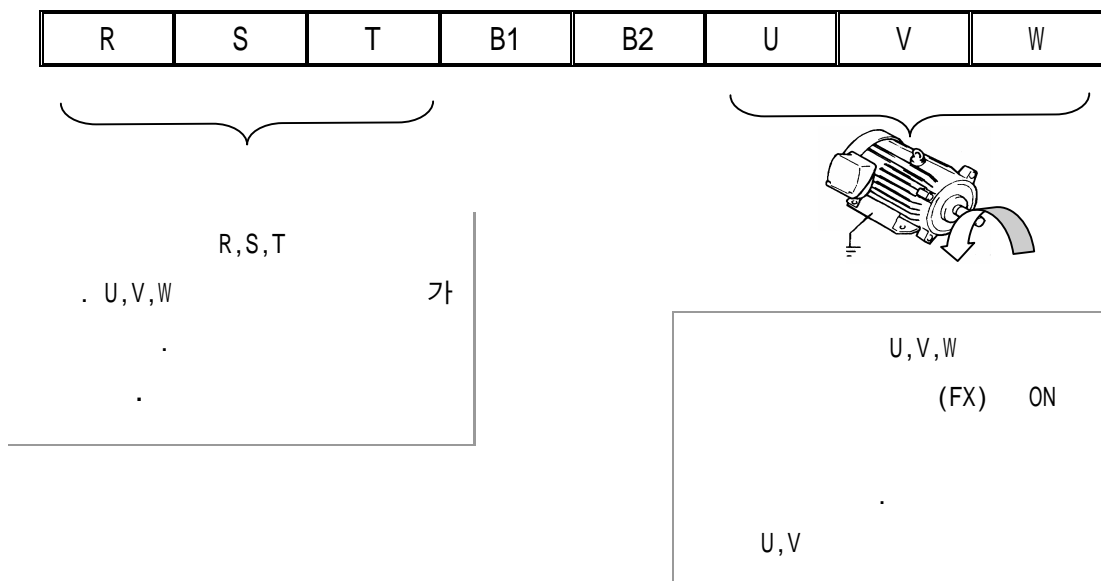 R S T B1 B2 U V W
R,S,T
. U,V,W 가
.
.
U,V,W
(FX) ON
.
U,V